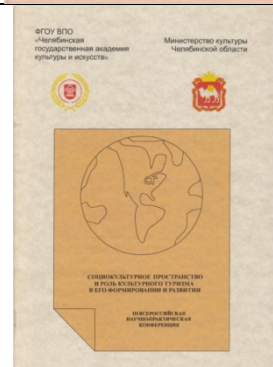 ФГОУ ВПО
«Челябинская
государственная академия
культуры и искусств»
Министерство культуры
Челябинской области
СОЦИОКУЛЬТУРНОЕ ПРОСТРАНСТВО
И РОЛЬ КУЛЬТУРНОГО ТУРИЗМА
В ЕГО ФОРМИРОВАНИИ И РАЗВИТИИ
II ВСЕРОССИЙСКАЯ
НАУЧНО-ПРАКТИЧЕСКАЯ
КОНФЕРЕНЦИЯ